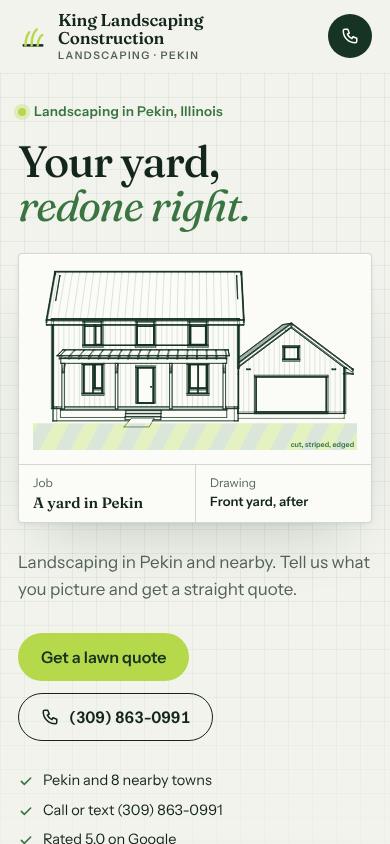 King Landscaping
Construction
LANDSCAPING · PEKIN
Landscaping in Pekin, Illinois
Your yard,
redone right.
cut, striped, edged
Job
A yard in Pekin
Drawing
Front yard, after
Landscaping in Pekin and nearby. Tell us what
you picture and get a straight quote.
Get a lawn quote
(309) 863-0991
Pekin and 8 nearby towns
Call or text (309) 863-0991
Rated 5.0 on Google